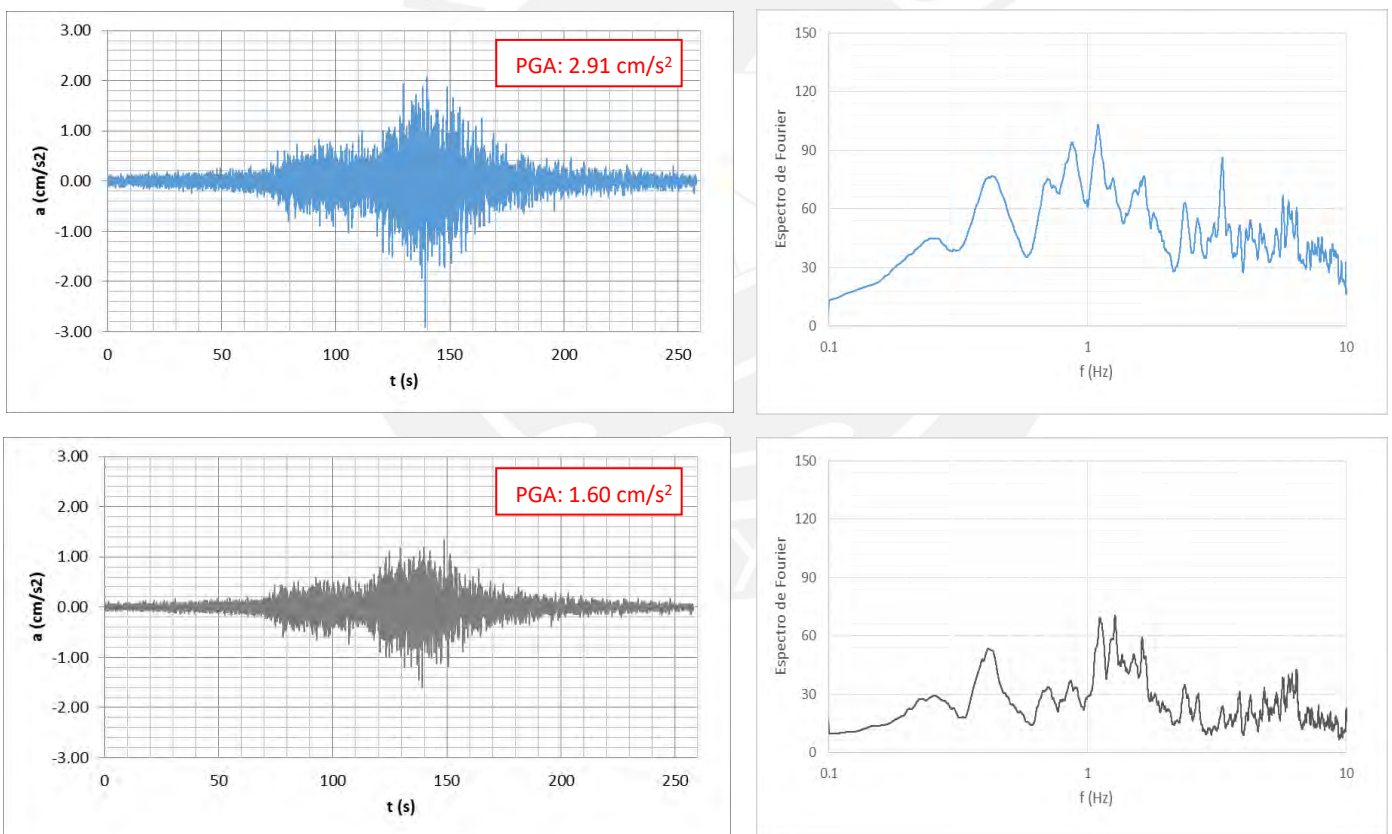 PGA: 2.91 cm/s²
3.00
2.00
1.00
0.00
-1.00
-2.00
-3.00
a (cm/s2)
0 50 100 150 200 250
t (s)
150
120
90
60
30
0
Espectro de Fourier
0.1 1 10
f (Hz)
PGA: 1.60 cm/s²
3.00
2.00
1.00
0.00
-1.00
-2.00
-3.00
a (cm/s2)
0 50 100 150 200 250
t (s)
150
120
90
60
30
0
Espectro de Fourier
0.1 1 10
f (Hz)